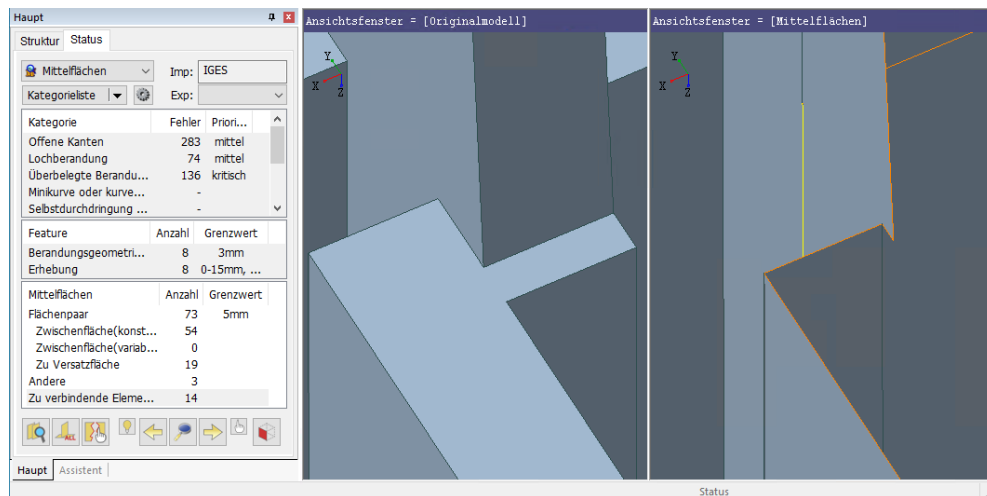 Haupt
Struktur Status
Mittelflächen Imp: IGES
Kategorieliste Exp:
Kategorie Fehler Priori...
Offene Kanten 283 mittel
Lochberandung 74 mittel
Überbelegte Berandu... 136 kritisch
Minikurve oder kurve... -
Selbstdurchdringung ... -
Feature Anzahl Grenzwert
Berandungsgeometri... 8 3mm
Erhebung 8 0-15mm, ...
Mittelflächen Anzahl Grenzwert
Flächenpaar 73 5mm
Zwischenfläche(konst... 54
Zwischenfläche(variab... 0
Zu Versatzfläche 19
Andere 3
Zu verbindende Eleme... 14
ALL
Haupt Assistent
Ansichtsfenster = [Originalmodell]
Y
X
Z
Ansichtsfenster = [Mittelflächen]
Y
X
Z
Status